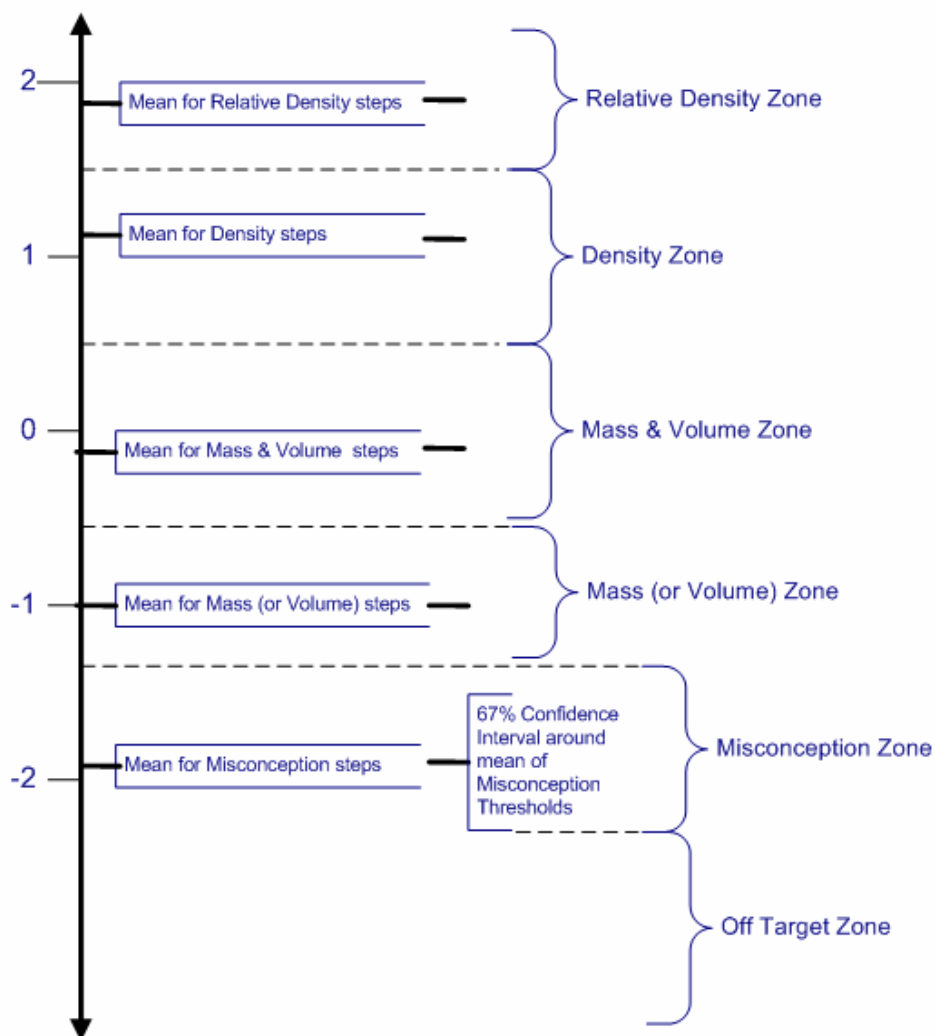 2
Mean for Relative Density steps
Relative Density Zone
Mean for Density steps
1
Density Zone
0
Mean for Mass & Volume steps
Mass & Volume Zone
-1
Mean for Mass (or Volume) steps
Mass (or Volume) Zone
67% Confidence
Interval around
mean of
Misconception
Thresholds
Misconception Zone
Mean for Misconception steps
-2
Off Target Zone